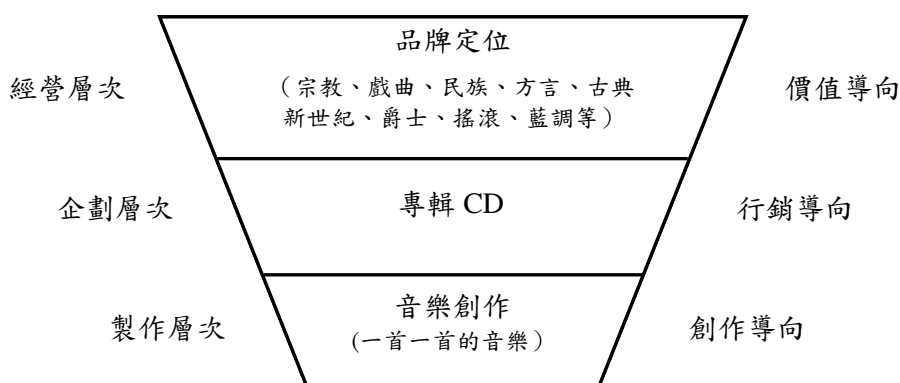 品牌定位
經營層次
（宗教、戲曲、民族、方言、古典
新世紀、爵士、搖滾、藍調等）
價值導向
企劃層次
專輯 CD
行銷導向
製作層次
音樂創作
(一首一首的音樂）
創作導向